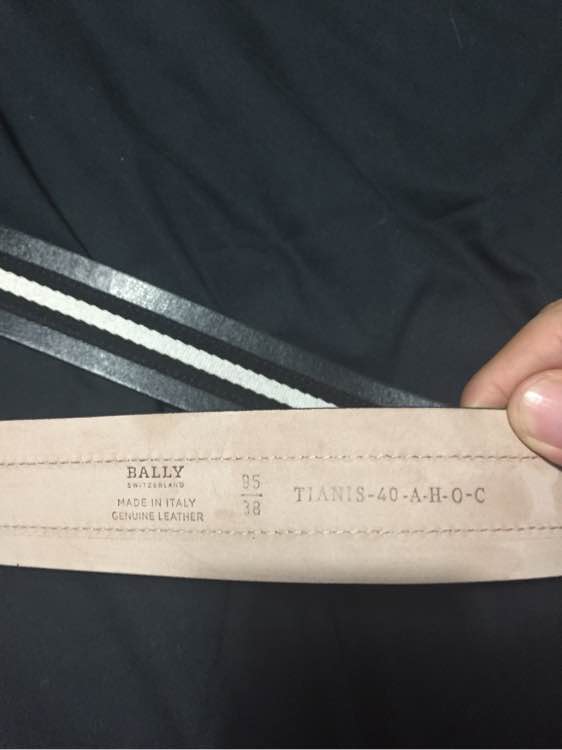 BALLY
SWITZERLAND
MADE IN ITALY
GENUINE LEATHER
95
38
TIANIS-40-A-H-O-C